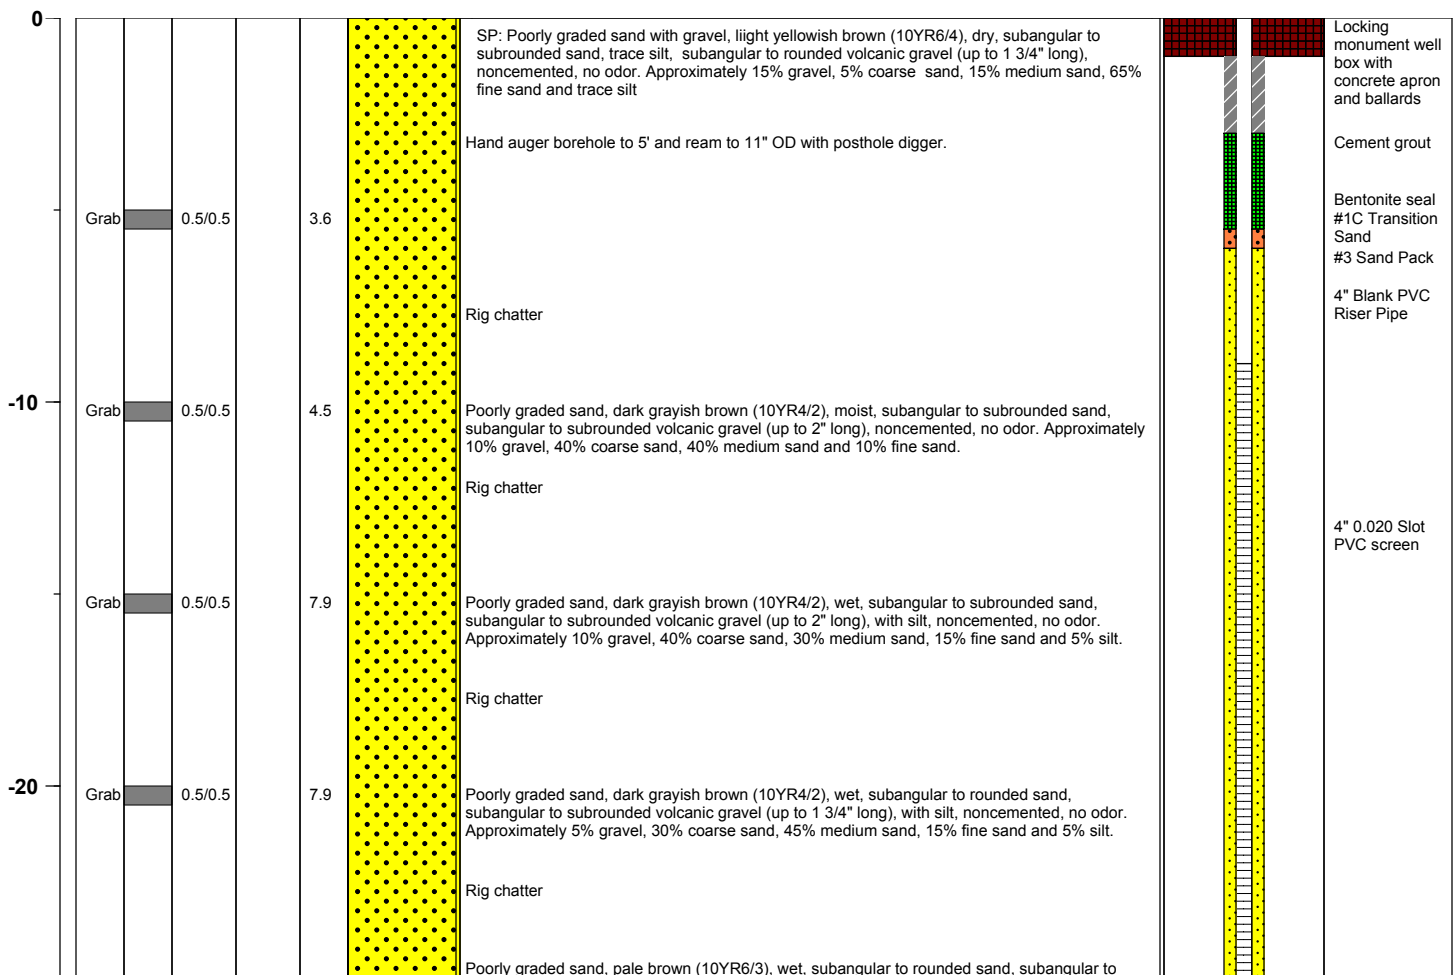 0
SP: Poorly graded sand with gravel, liight yellowish brown (10YR6/4), dry, subangular to
subrounded sand, trace silt, subangular to rounded volcanic gravel (up to 1 3/4" long),
noncemented, no odor. Approximately 15% gravel, 5% coarse sand, 15% medium sand, 65%
fine sand and trace silt
Locking
monument well
box with
concrete apron
and ballards
Hand auger borehole to 5' and ream to 11" OD with posthole digger.
Cement grout
Grab 0.5/0.5 3.6
Bentonite seal
#1C Transition
Sand
#3 Sand Pack
4" Blank PVC
Riser Pipe
Rig chatter
-10
Grab 0.5/0.5 4.5
Poorly graded sand, dark grayish brown (10YR4/2), moist, subangular to subrounded sand,
subangular to subrounded volcanic gravel (up to 2" long), noncemented, no odor. Approximately
10% gravel, 40% coarse sand, 40% medium sand and 10% fine sand.
Rig chatter
4" 0.020 Slot
PVC screen
Grab 0.5/0.5 7.9
Poorly graded sand, dark grayish brown (10YR4/2), wet, subangular to subrounded sand,
subangular to subrounded volcanic gravel (up to 2" long), with silt, noncemented, no odor.
Approximately 10% gravel, 40% coarse sand, 30% medium sand, 15% fine sand and 5% silt.
Rig chatter
-20
Grab 0.5/0.5 7.9
Poorly graded sand, dark grayish brown (10YR4/2), wet, subangular to rounded sand,
subangular to subrounded volcanic gravel (up to 1 3/4" long), with silt, noncemented, no odor.
Approximately 5% gravel, 30% coarse sand, 45% medium sand, 15% fine sand and 5% silt.
Rig chatter
Poorly graded sand, pale brown (10YR6/3), wet, subangular to rounded sand, subangular to